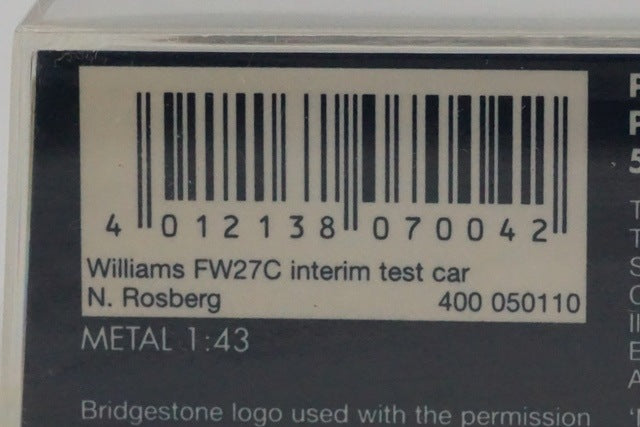 4 012138 070042
Williams FW27C interim test car
N. Rosberg 400 050110
METAL 1:43
Bridgestone logo used with the permission